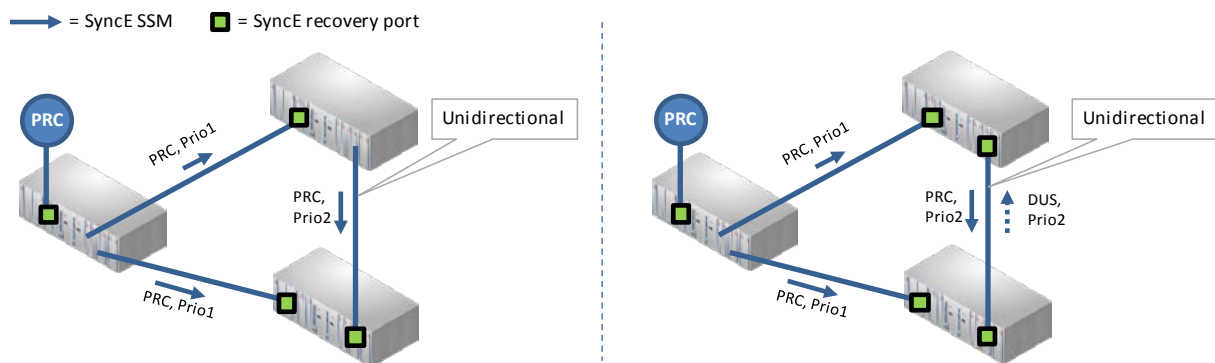 = SyncE SSM
= SyncE recovery port
PRC
PRC, Prio1
Unidirectional
PRC,
Prio2
PRC, Prio1
PRC
PRC, Prio1
Unidirectional
PRC,
Prio2
DUS,
Prio2
PRC, Prio1